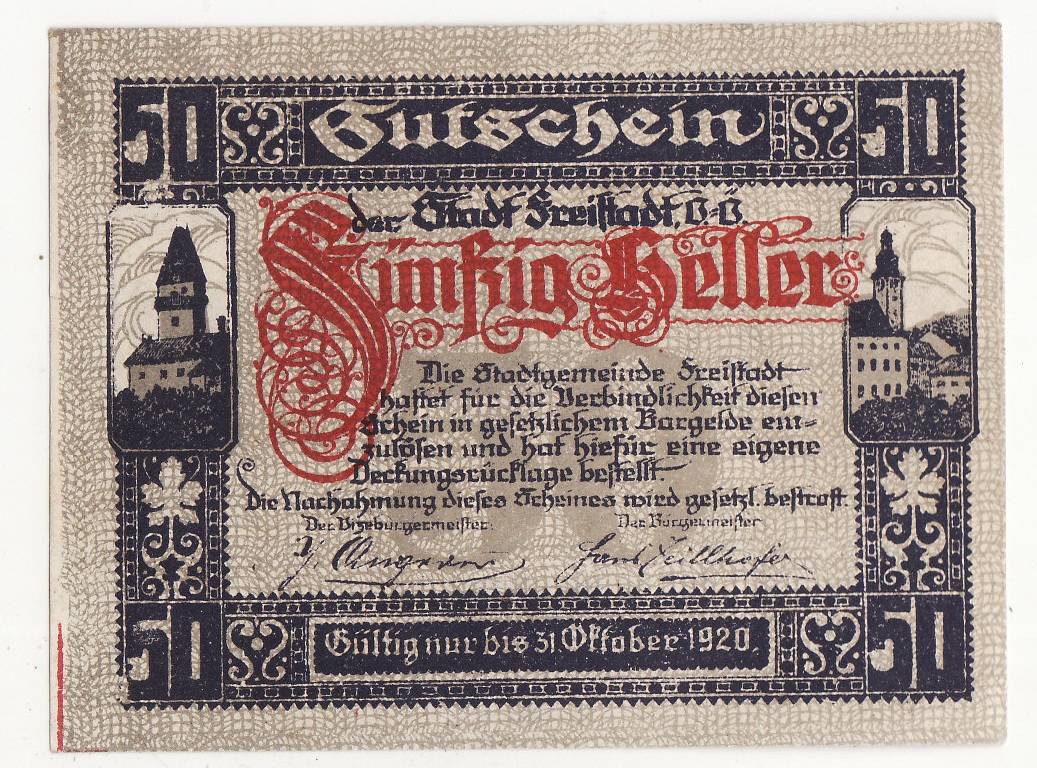 50 Gutschein 50
der Stadt Freistadt, O.Ö.
Fünfzig Heller
Die Stadtgemeinde Freistadt
haftet für die Verbindlichkeit diesen
Schein in gesetzlichem Bargelde ein-
zulösen und hat hiefür eine eigene
Deckungsrücklage bestellt.
Die Nachahmung dieses Scheines wird gesetzl. bestraft.
Der Vizebürgermeister: Der Bürgermeister
50 Gültig nur bis 31. Oktober 1920. 50